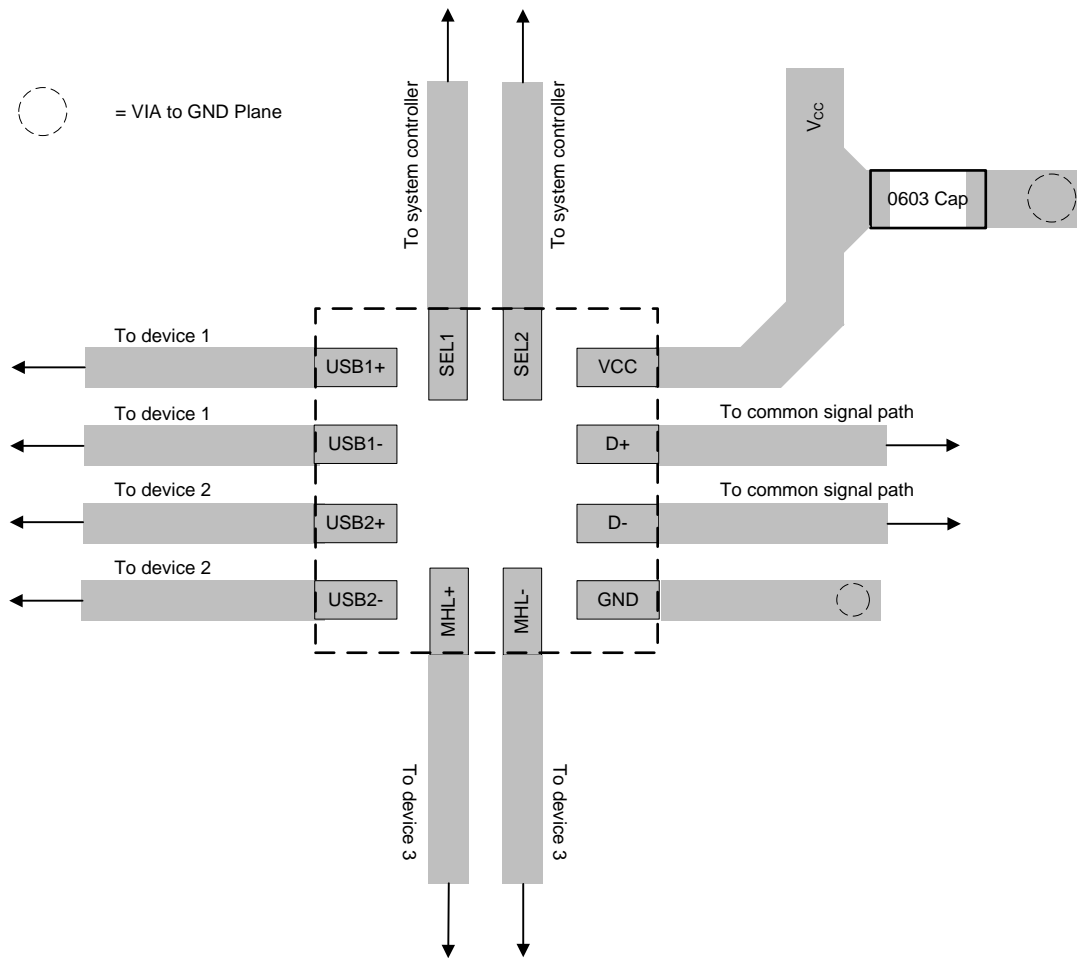 = VIA to GND Plane
To system controller
To system controller
VCC
0603 Cap
To device 1
USB1+
SEL1
SEL2
VCC
To device 1
USB1-
D+
To common signal path
To device 2
USB2+
D-
To common signal path
To device 2
USB2-
MHL+
MHL-
GND
To device 3
To device 3